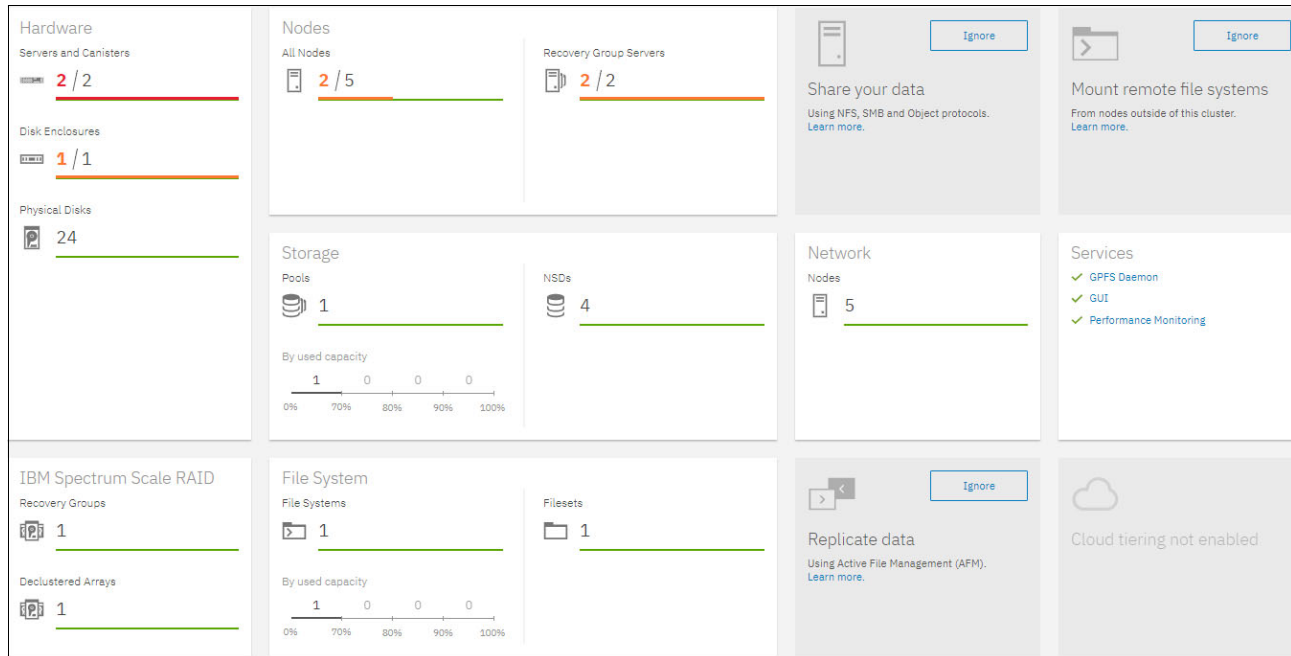 Hardware
Servers and Canisters
2 / 2
Disk Enclosures
1 / 1
Physical Disks
24
Nodes
All Nodes
2 / 5
Recovery Group Servers
2 / 2
Ignore
Share your data
Using NFS, SMB and Object protocols.
Learn more.
Ignore
Mount remote file systems
From nodes outside of this cluster.
Learn more.
Storage
Pools
1
By used capacity
1 0 0 0
0% 70% 80% 90% 100%
NSDs
4
Network
Nodes
5
Services
GPFS Daemon
GUI
Performance Monitoring
IBM Spectrum Scale RAID
Recovery Groups
1
Declustered Arrays
1
File System
File Systems
1
By used capacity
1 0 0 0
0% 70% 80% 90% 100%
Filesets
1
Ignore
Replicate data
Using Active File Management (AFM).
Learn more.
Cloud tiering not enabled